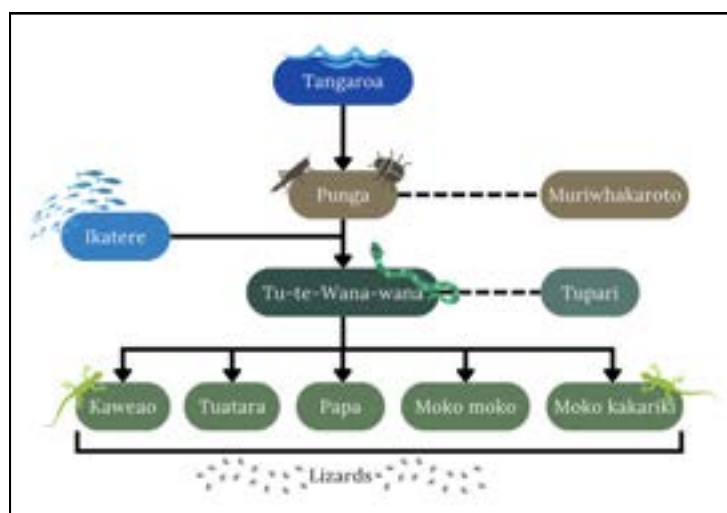 Tangaroa
Punga
Muriwhakaroto
Ikatere
Tu-te-Wana-wana
Tupari
Kaweao
Tuatara
Papa
Moko moko
Moko kakariki
Lizards